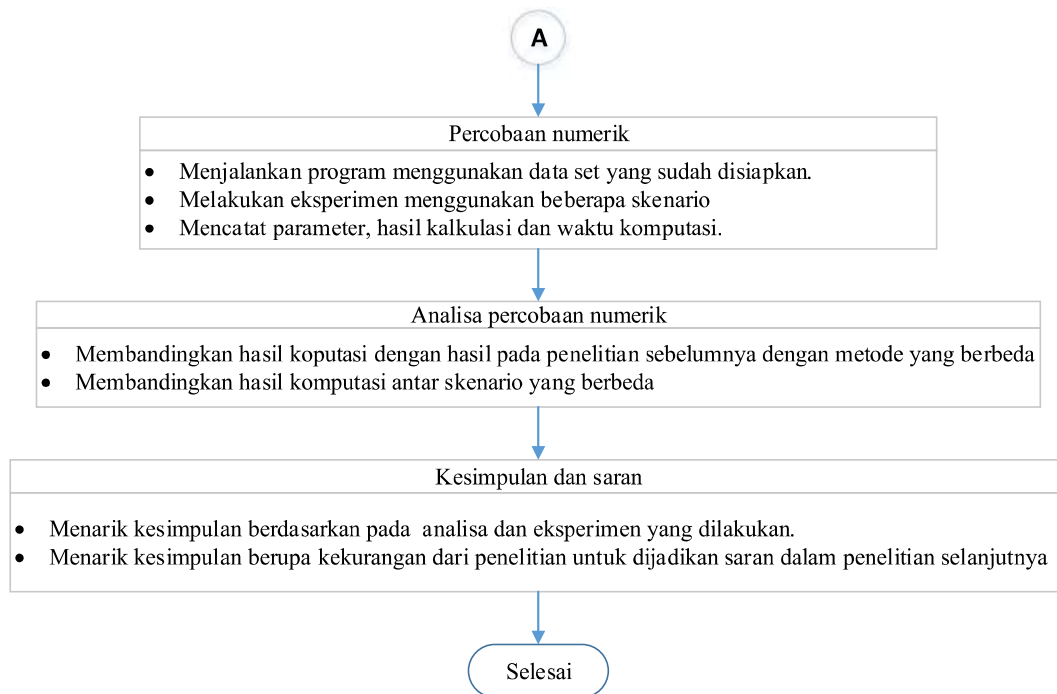 A
Percobaan numerik
• Menjalankan program menggunakan data set yang sudah disiapkan.
• Melakukan eksperimen menggunakan beberapa skenario
• Mencatat parameter, hasil kalkulasi dan waktu komputasi.
Analisa percobaan numerik
• Membandingkan hasil koputasi dengan hasil pada penelitian sebelumnya dengan metode yang berbeda
• Membandingkan hasil komputasi antar skenario yang berbeda
Kesimpulan dan saran
• Menarik kesimpulan berdasarkan pada analisa dan eksperimen yang dilakukan.
• Menarik kesimpulan berupa kekurangan dari penelitian untuk dijadikan saran dalam penelitian selanjutnya
Selesai